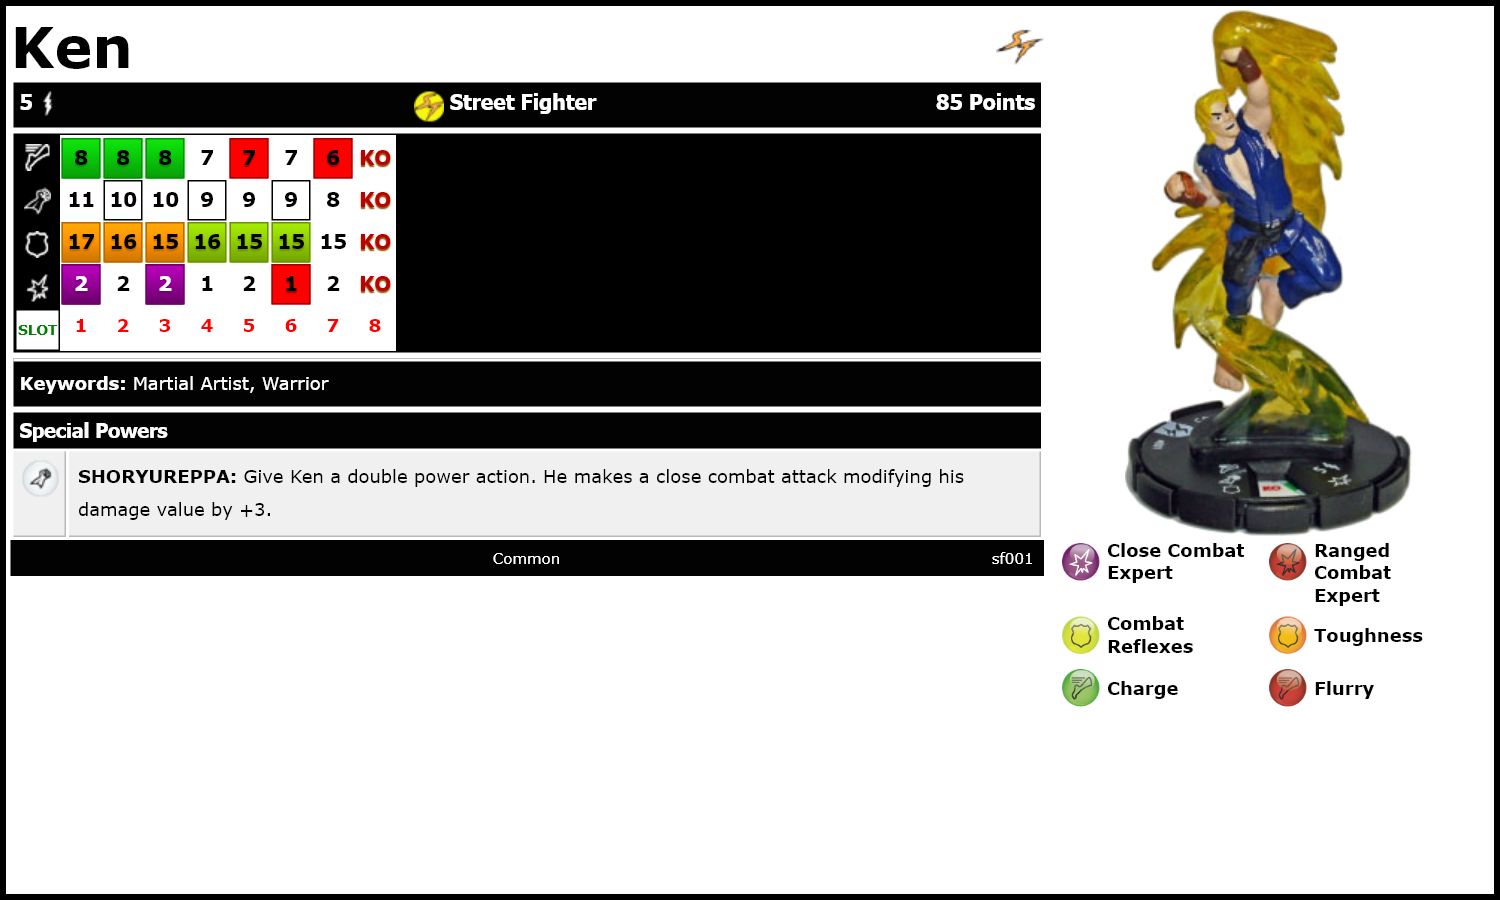 Ken
5 Street Fighter 85 Points
8 8 8 7 7 7 6 KO
11 10 10 9 9 9 8 KO
17 16 15 16 15 15 15 KO
2 2 2 1 2 1 2 KO
SLOT 1 2 3 4 5 6 7 8
Keywords: Martial Artist, Warrior
Special Powers
SHORYUREPPA: Give Ken a double power action. He makes a close combat attack modifying his
damage value by +3.
Common sf001
KO
Close Combat
Expert
Ranged
Combat
Expert
Combat
Reflexes
Toughness
Charge
Flurry